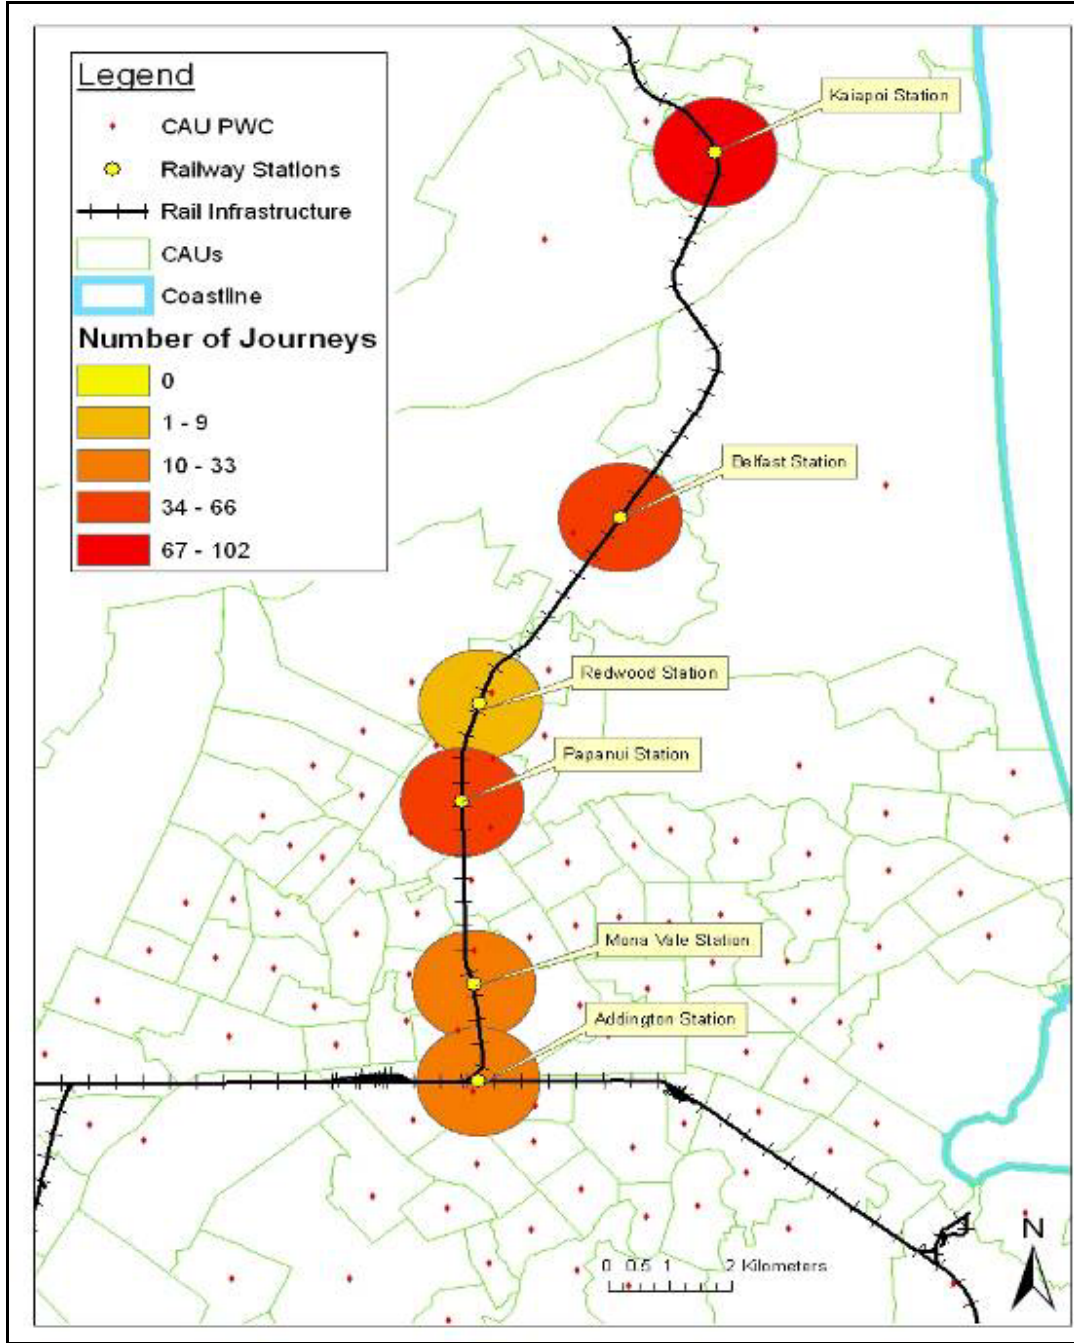 Legend
CAU PWC
Railway Stations
Rail Infrastructure
CAUs
Coastline
Number of Journeys
0
1 - 9
10 - 33
34 - 66
67 - 102
Kaiapoi Station
Belfast Station
Redwood Station
Papanui Station
Mona Vale Station
Addington Station
N
0 0.5 1 2 Kilometers